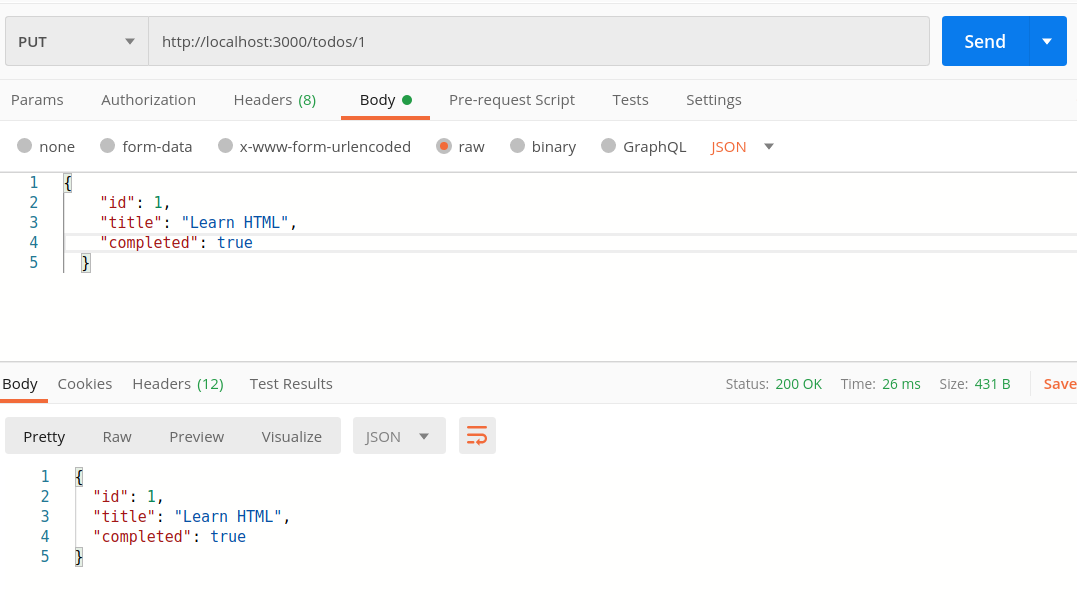 PUT http://localhost:3000/todos/1 Send
Params Authorization Headers (8) Body Pre-request Script Tests Settings
none form-data x-www-form-urlencoded raw binary GraphQL JSON
1 {
2 "id": 1,
3 "title": "Learn HTML",
4 "completed": true
5 }
Body Cookies Headers (12) Test Results Status: 200 OK Time: 26 ms Size: 431 B Save
Pretty Raw Preview Visualize JSON
1 {
2 "id": 1,
3 "title": "Learn HTML",
4 "completed": true
5 }